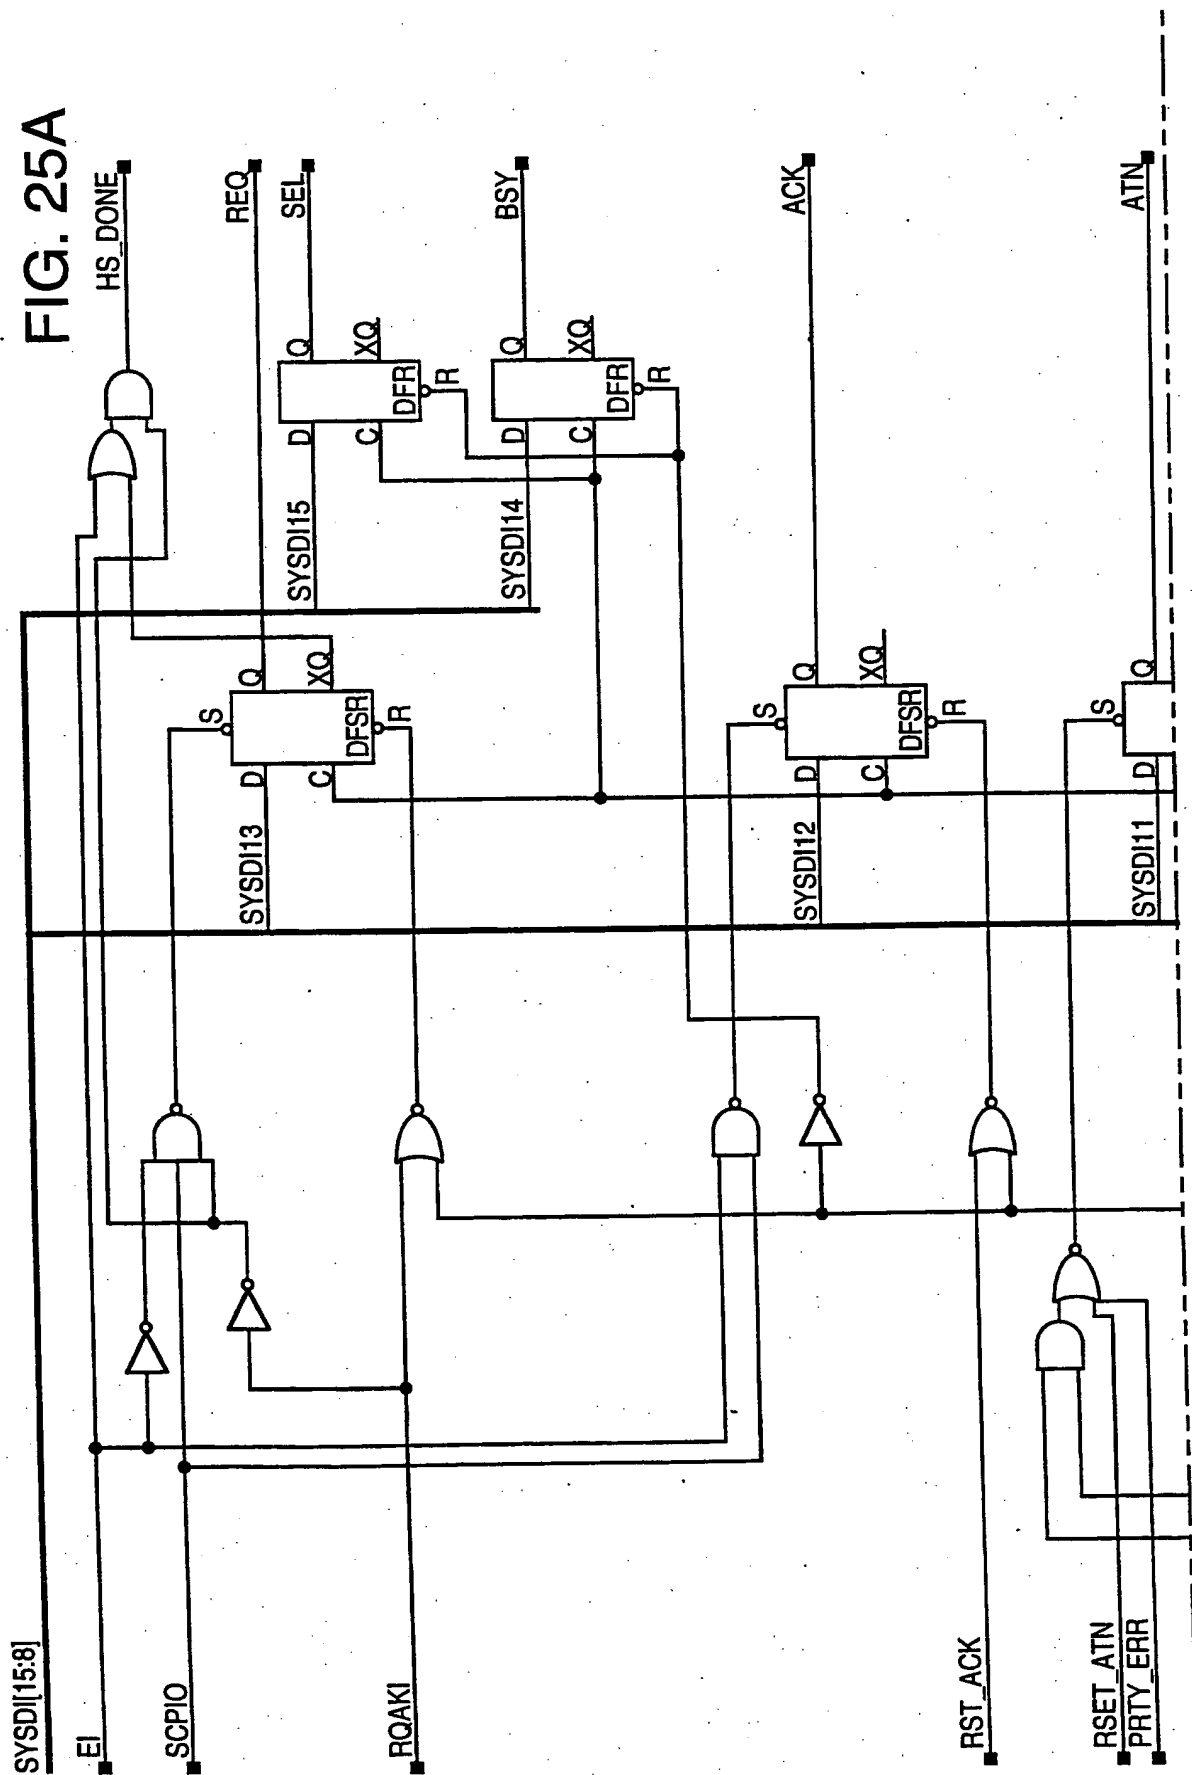 FIG. 25A
SYSDI[15:8]
EI
SCPIO
RQAKI
RST_ACK
RSET_ATN
PRTY_ERR
HS_DONE
REQ
SEL
BSY
ACK
ATN
SYSDI13
D
C
S
Q
XQ
DFSR
R
SYSDI15
D
C
Q
XQ
DFR
R
SYSDI14
D
C
Q
XQ
DFR
R
SYSDI12
D
C
S
Q
XQ
DFSR
R
SYSDI11
D
S
Q